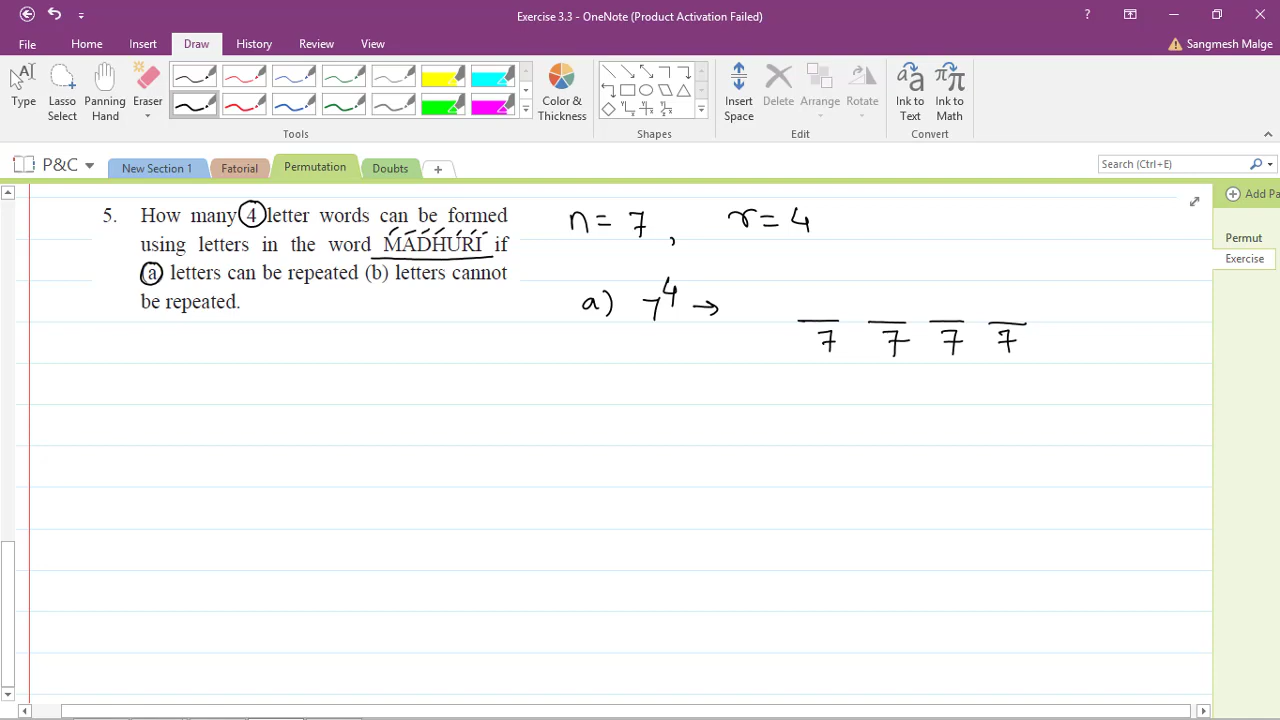 Exercise 3.3 - OneNote (Product Activation Failed)
?
File Home Insert Draw History Review View
Sangmesh Malge
Type
Lasso Select
Panning Hand
Eraser
Color & Thickness
Insert Space
Delete
Arrange
Rotate
Ink to Text
Ink to Math
Tools
Shapes
Edit
Convert
P&C
New Section 1
Fatorial
Permutation
Doubts
Search (Ctrl+E)
Add Pa
Permut
Exercise
5. How many 4 letter words can be formed
using letters in the word MADHURI if
(a) letters can be repeated (b) letters cannot
be repeated.
n = 7 , r = 4
a) 7⁴ →
7 7 7 7